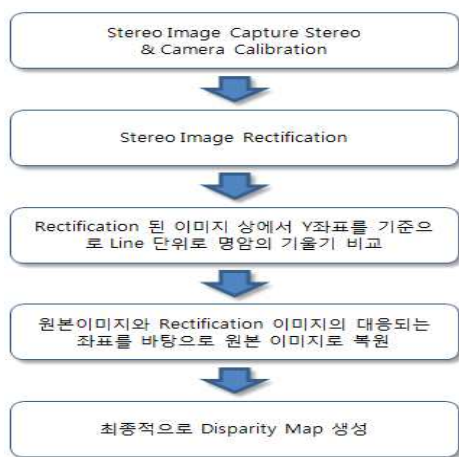 Stereo Image Capture Stereo
& Camera Calibration
Stereo Image Rectification
Rectification 된 이미지 상에서 Y좌표를 기준으
로 Line 단위로 명암의 기울기 비교
원본이미지와 Rectification 이미지의 대응되는
좌표를 바탕으로 원본 이미지로 복원
최종적으로 Disparity Map 생성